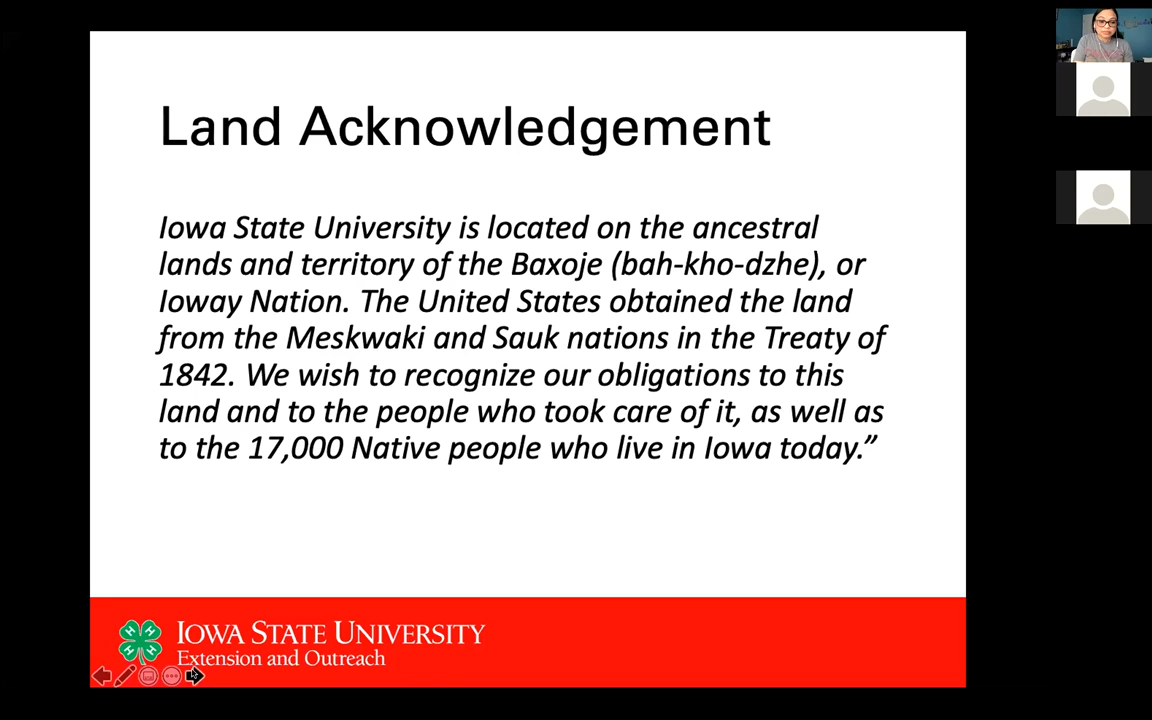 Land Acknowledgement
Iowa State University is located on the ancestral
lands and territory of the Baxoje (bah-kho-dzhe), or
Ioway Nation. The United States obtained the land
from the Meskwaki and Sauk nations in the Treaty of
1842. We wish to recognize our obligations to this
land and to the people who took care of it, as well as
to the 17,000 Native people who live in Iowa today.”
H H
H H
IOWA STATE UNIVERSITY
Extension and Outreach